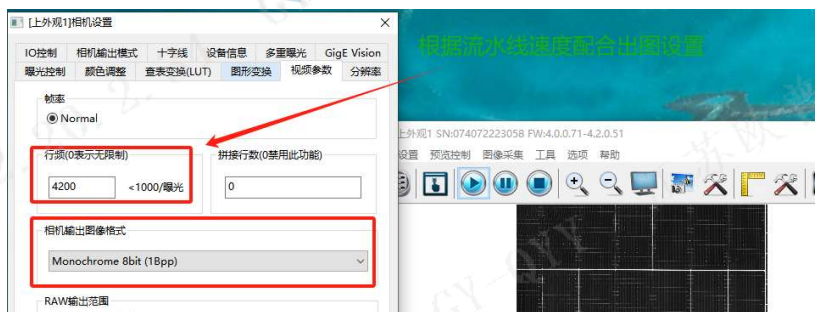 [上外观1]相机设置
根据流水线速度配合出图设置
IO控制 相机输出模式 十字线 设备信息 多重曝光 GigE Vision
曝光控制 颜色调整 查表变换(LUT) 图形变换 视频参数 分辨率
帧率
Normal
上外观1 SN:074072223058 FW:4.0.0.71-4.2.0.51
行频(0表示无限制) 拼接行数(0禁用此功能)
设置 预览控制 图像采集 工具 选项 帮助
4200 <1000/曝光 0
相机输出图像格式
Monochrome 8bit (1Bpp)
RAW输出范围
GY-QYY